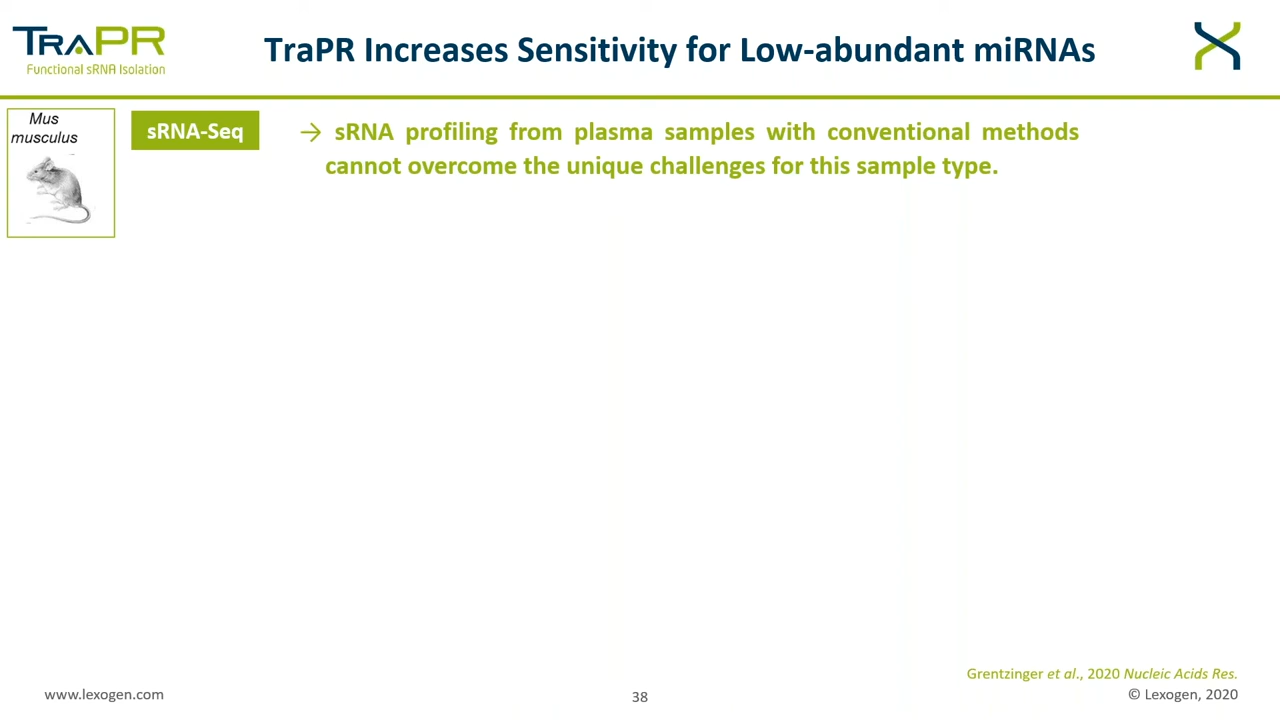 TRAPR
Functional sRNA Isolation
TraPR Increases Sensitivity for Low-abundant miRNAs
Mus
musculus
sRNA-Seq
→ sRNA profiling from plasma samples with conventional methods
cannot overcome the unique challenges for this sample type.
Grentzinger et al., 2020 Nucleic Acids Res.
www.lexogen.com
38
© Lexogen, 2020